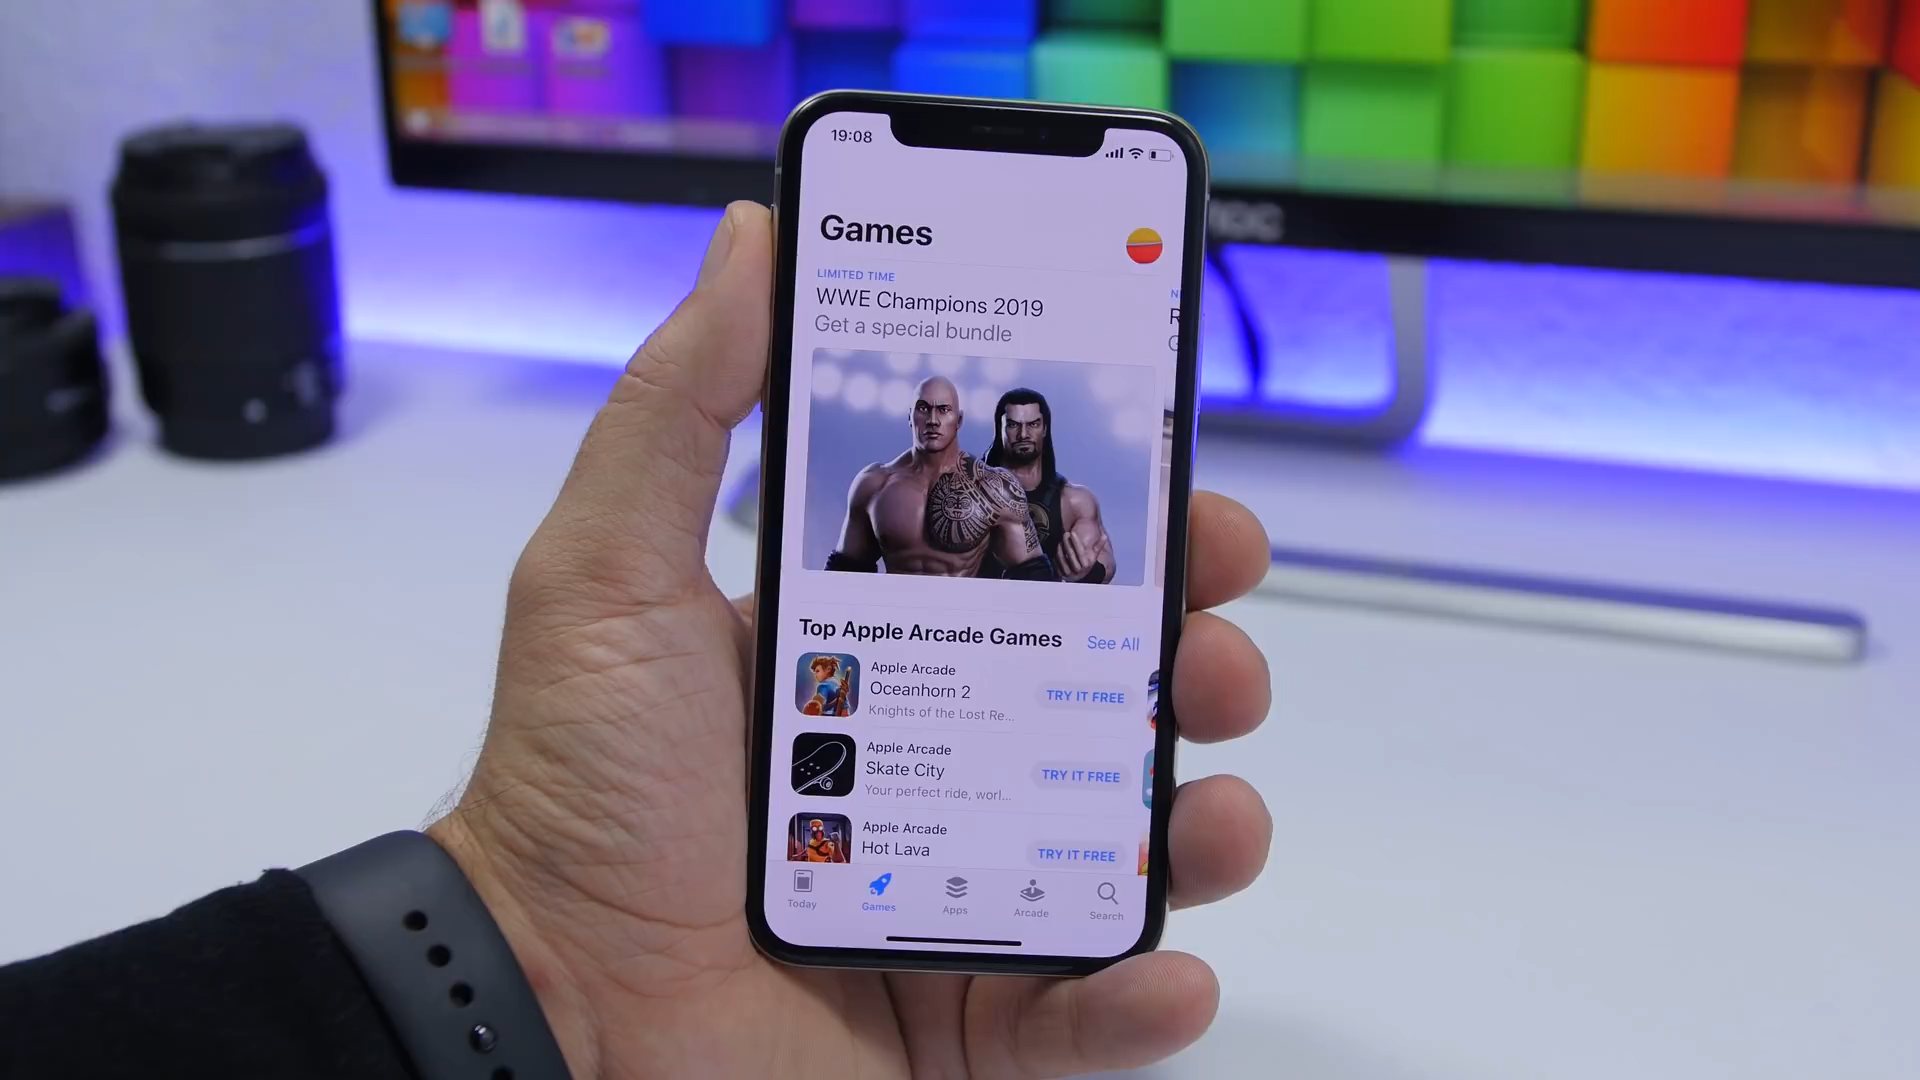 19:08
Games
LIMITED TIME
WWE Champions 2019
Get a special bundle
Top Apple Arcade Games
See All
Apple Arcade
Oceanhorn 2
Knights of the Lost Re...
TRY IT FREE
Apple Arcade
Skate City
Your perfect ride, worl...
TRY IT FREE
Apple Arcade
Hot Lava
TRY IT FREE
Today
Games
Apps
Arcade
Search